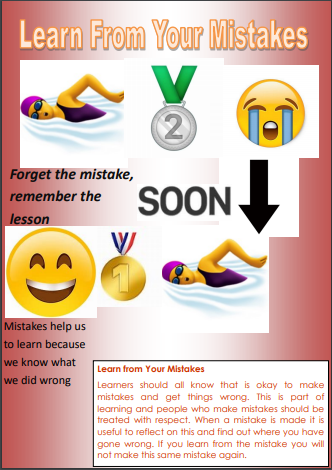 Learn From Your Mistakes
2
Forget the mistake,
remember the
lesson
SOON
1
Mistakes help us
to learn because
we know what
we did wrong
Learn from Your Mistakes
Learners should all know that is okay to make
mistakes and get things wrong. This is part of
learning and people who make mistakes should be
treated with respect. When a mistake is made it is
useful to reflect on this and find out where you have
gone wrong. If you learn from the mistake you will
not make this same mistake again.